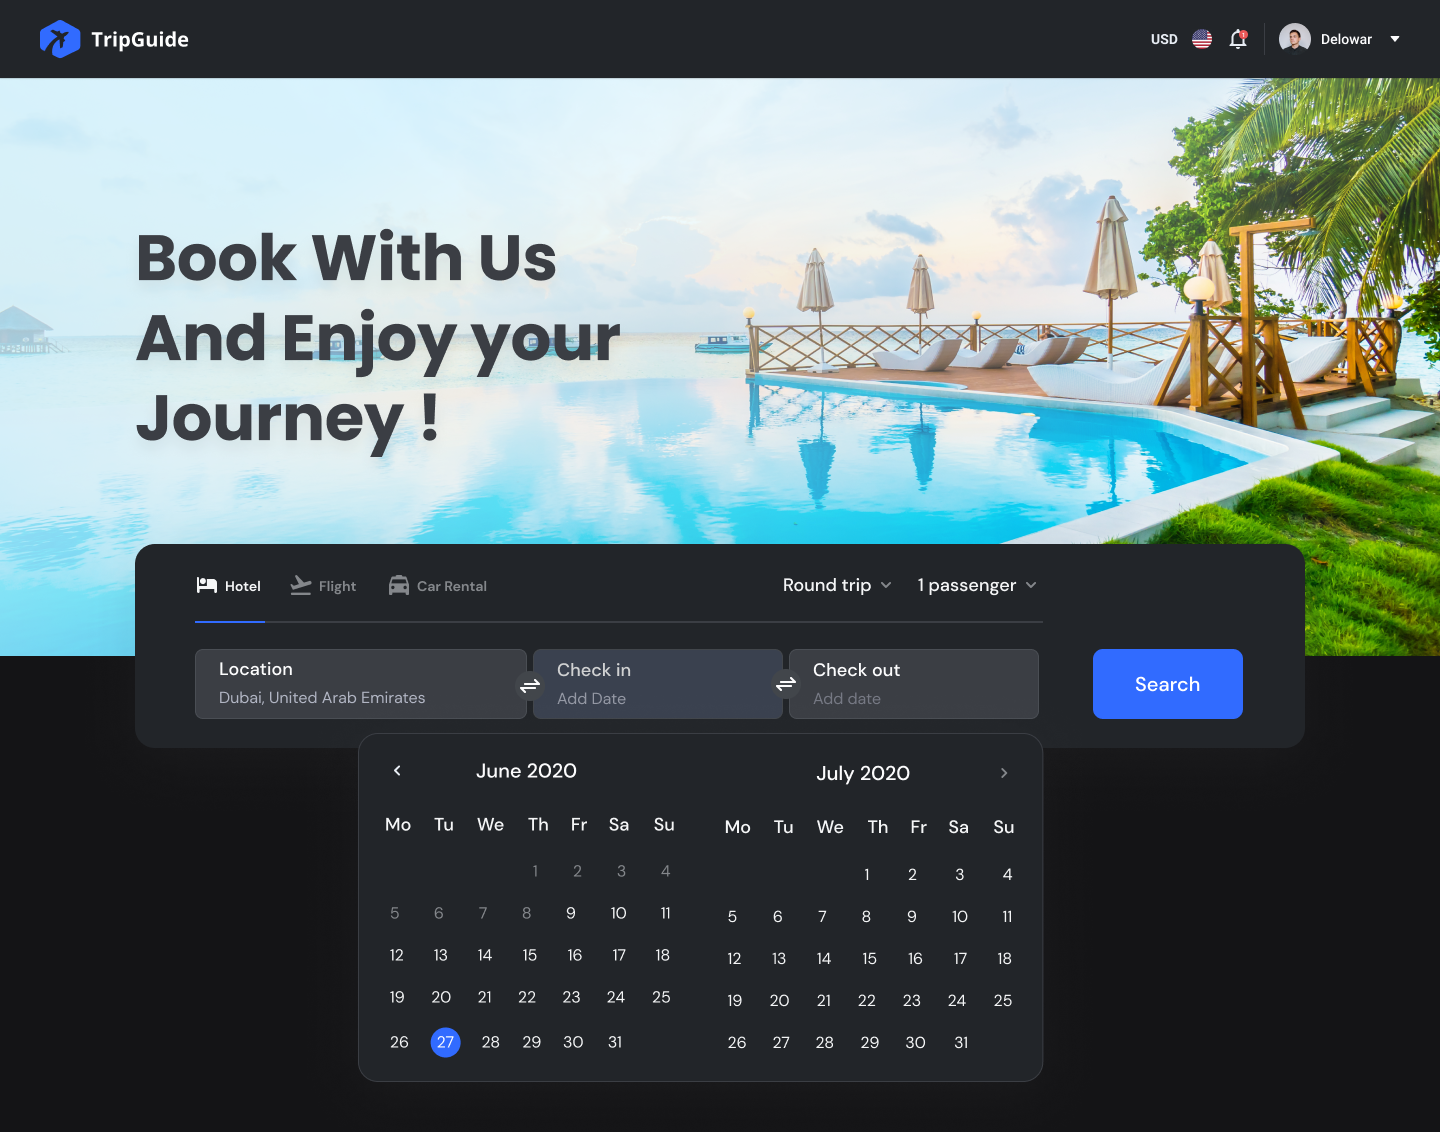 TripGuide
USD
1
Delowar
Book With Us
And Enjoy your
Journey !
Hotel
Flight
Car Rental
Round trip
1 passenger
Location
Dubai, United Arab Emirates
Check in
Add Date
Check out
Add date
Search
June 2020
Mo Tu We Th Fr Sa Su
1 2 3 4
5 6 7 8 9 10 11
12 13 14 15 16 17 18
19 20 21 22 23 24 25
26 27 28 29 30 31
July 2020
Mo Tu We Th Fr Sa Su
1 2 3 4
5 6 7 8 9 10 11
12 13 14 15 16 17 18
19 20 21 22 23 24 25
26 27 28 29 30 31